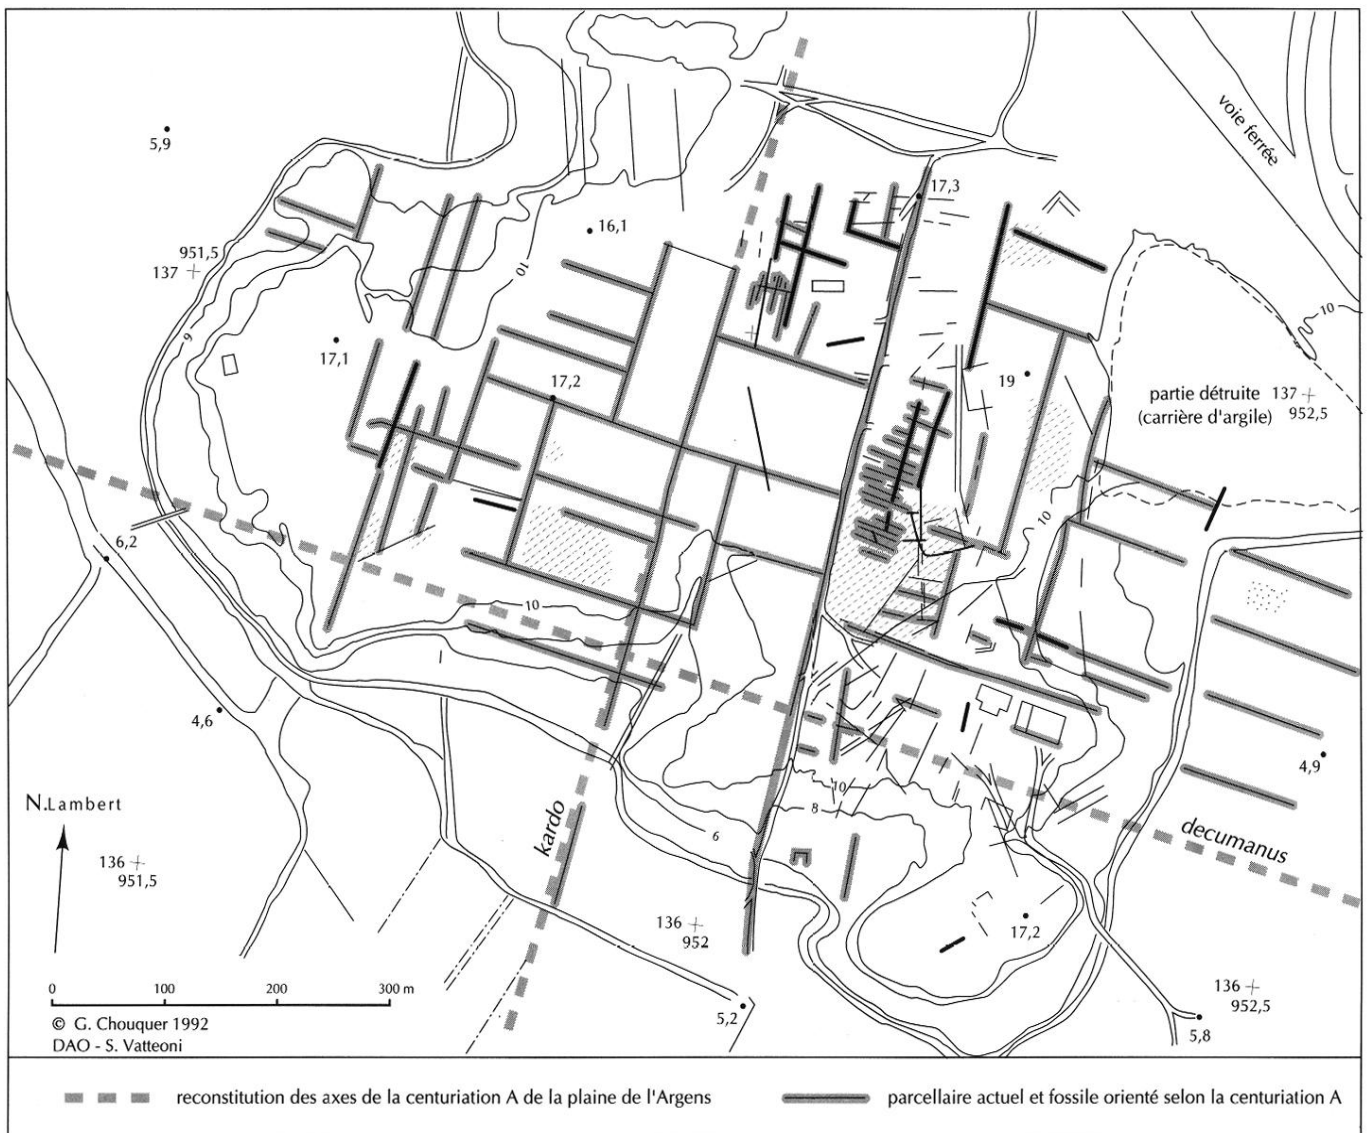 voie ferrée
5,9
17,3
16,1
951,5
137
10
10
9
17,1
17,2
19
partie détruite
(carrière d'argile)
137
952,5
10
6,2
10
4,6
4,9
N.Lambert
kardo
10
8
6
decumanus
136
951,5
136
952
17,2
136
952,5
0 100 200 300 m
5,2
5,8
© G. Chouquer 1992
DAO - S. Vatteoni
reconstitution des axes de la centuriation A de la plaine de l'Argens
parcellaire actuel et fossile orienté selon la centuriation A